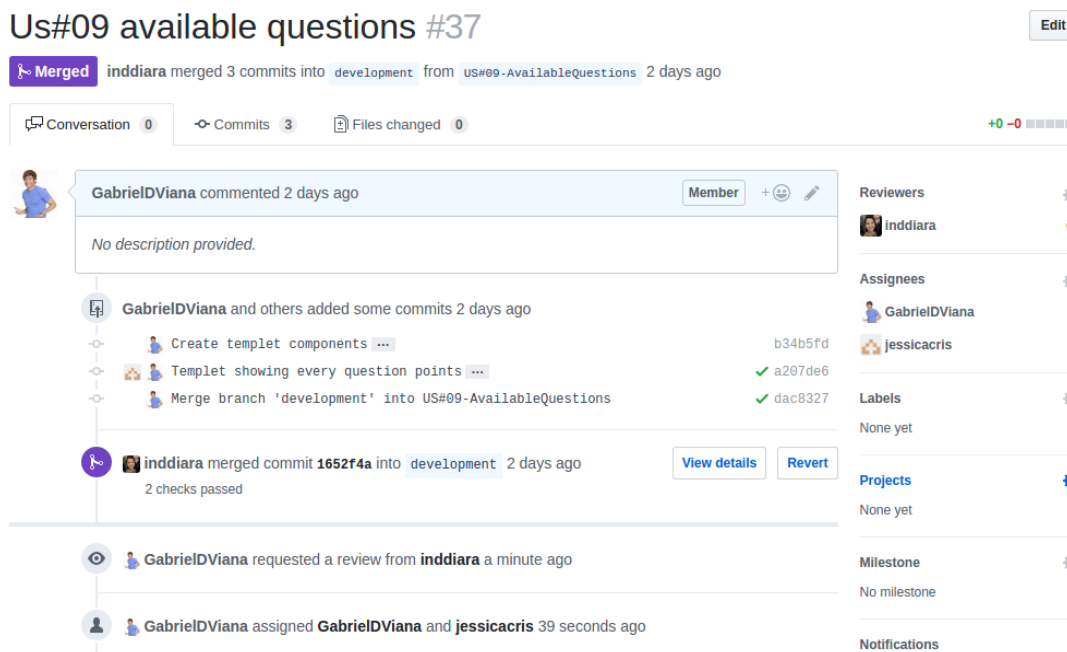 Us#09 available questions #37
Edit
Merged inddiara merged 3 commits into development from US#09-AvailableQuestions 2 days ago
Conversation 0 Commits 3 Files changed 0 +0 −0
GabrielDViana commented 2 days ago Member +
No description provided.
GabrielDViana and others added some commits 2 days ago
Create templet components ... b34b5fd
Templet showing every question points ... a207de6
Merge branch 'development' into US#09-AvailableQuestions dac8327
inddiara merged commit 1652f4a into development 2 days ago View details Revert
2 checks passed
GabrielDViana requested a review from inddiara a minute ago
GabrielDViana assigned GabrielDViana and jessicacris 39 seconds ago
Reviewers
inddiara
Assignees
GabrielDViana
jessicacris
Labels
None yet
Projects
None yet
Milestone
No milestone
Notifications